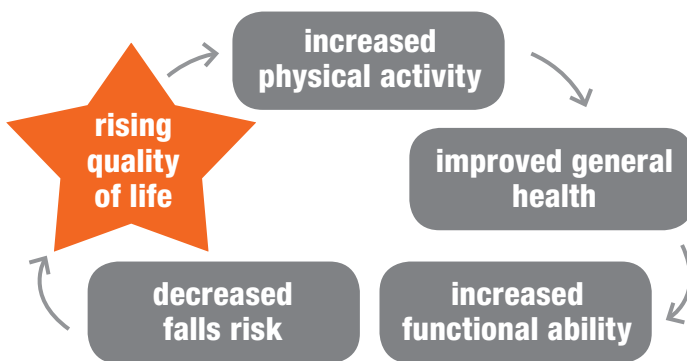 increased
physical activity
rising
quality
of life
improved general
health
decreased
falls risk
increased
functional ability